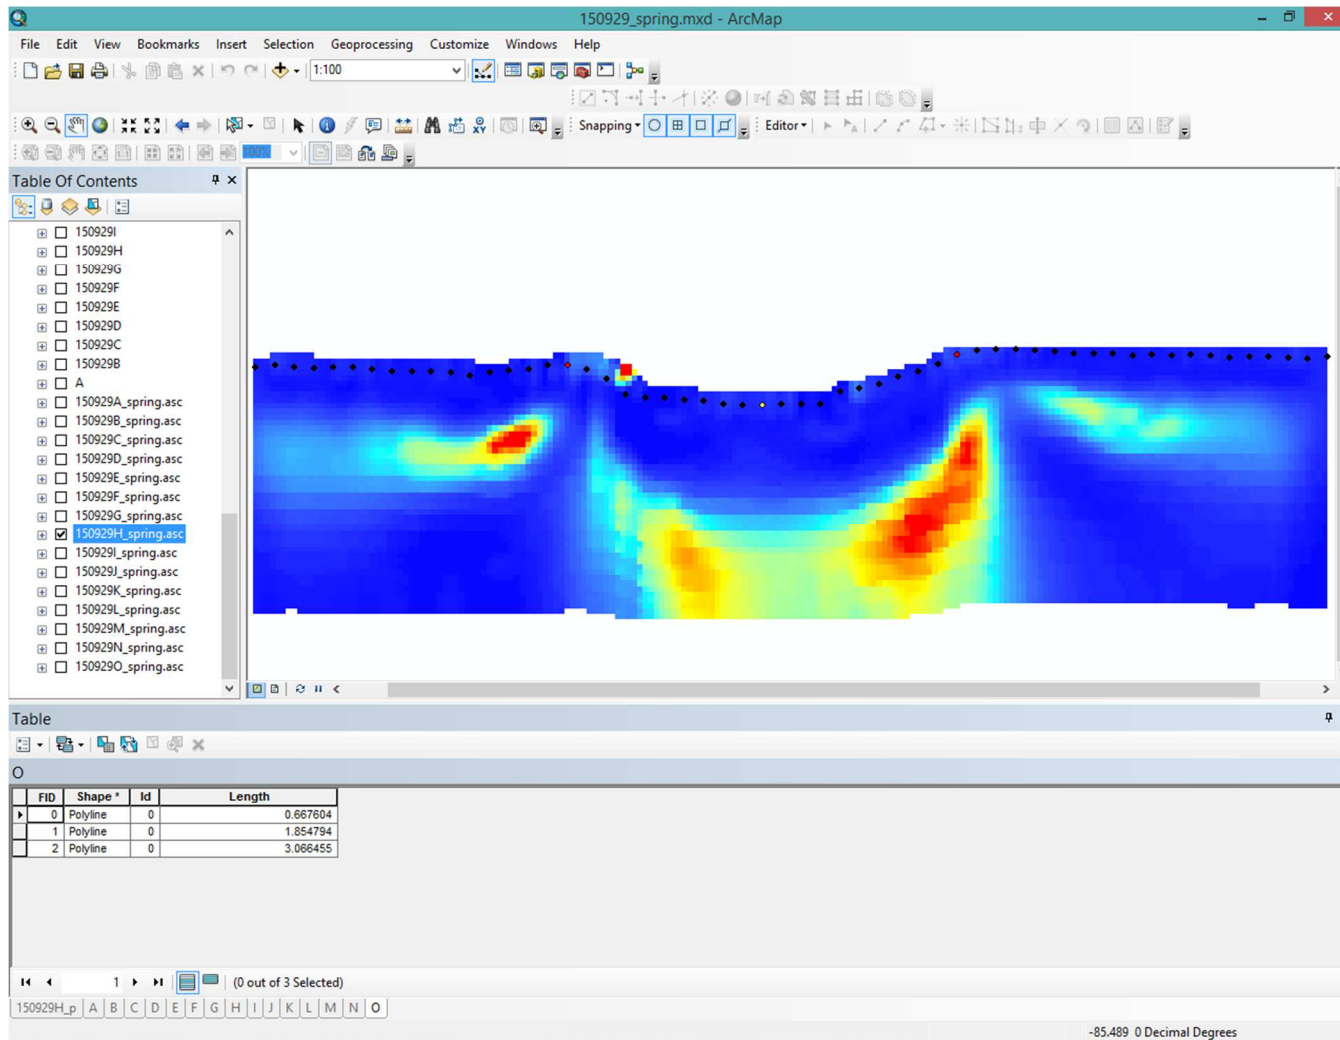 150929_spring.mxd - ArcMap
File Edit View Bookmarks Insert Selection Geoprocessing Customize Windows Help
1:100
Snapping Editor
100%
Table Of Contents
150929I
150929H
150929G
150929F
150929E
150929D
150929C
150929B
A
150929A_spring.asc
150929B_spring.asc
150929C_spring.asc
150929D_spring.asc
150929E_spring.asc
150929F_spring.asc
150929G_spring.asc
150929H_spring.asc
150929I_spring.asc
150929J_spring.asc
150929K_spring.asc
150929L_spring.asc
150929M_spring.asc
150929N_spring.asc
150929O_spring.asc
Table
O
FID Shape * Id Length
0 Polyline 0 0.667604
1 Polyline 0 1.854794
2 Polyline 0 3.066455
1 (0 out of 3 Selected)
150929H_p A B C D E F G H I J K L M N O
-85.489 0 Decimal Degrees